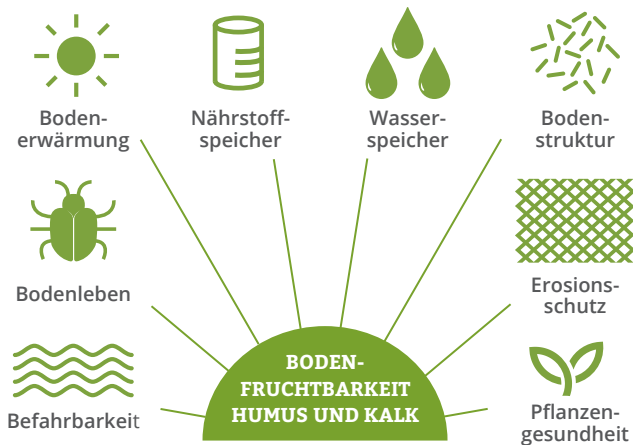 Boden-
erwärmung
Nährstoff-
speicher
Wasser-
speicher
Boden-
struktur
Bodenleben
Erosions-
schutz
Befahrbarkeit
Pflanzen-
gesundheit
BODEN-
FRUCHTBARKEIT
HUMUS UND KALK